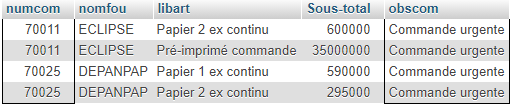 numcom nomfou libart Sous-total obscom
70011 ECLIPSE Papier 2 ex continu 600000 Commande urgente
70011 ECLIPSE Pré-imprimé commande 35000000 Commande urgente
70025 DEPANPAP Papier 1 ex continu 590000 Commande urgente
70025 DEPANPAP Papier 2 ex continu 295000 Commande urgente